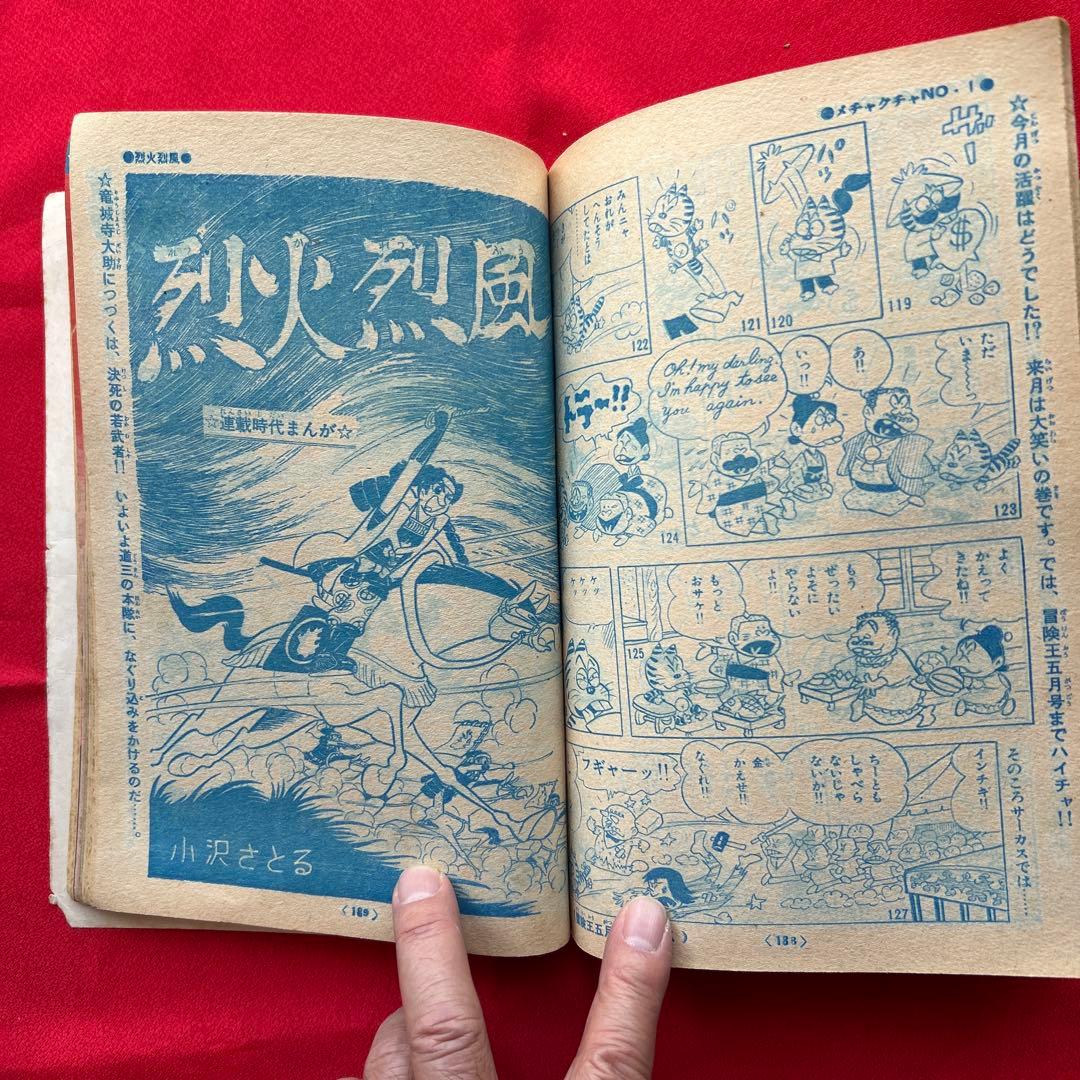 ●メチャクチャNO・1●
☆今月の活躍はどうでした!? 来月は大笑いの巻です。では、冒険王五月号までハイチャ!!
ザー
$
119
パッ
120
バッ
121
みんニャ
おれが
へんそう
してたとは
122
ただ
いま～～っ
あ!!
いっ!!
Oh! my darling.
I'm happy to see
you again.
123
124
よく
かえって
きたね!!
もう
ぜったい
よそに
やらない
よ!!
もっと
おサケ!!
125
ケケケ
そのころサーカスでは……
インチキ!!
ちーとも
しゃべら
ないじゃ
ないか!!
金
かえせ!!
なぐれ!!
フギャーッ!!
127
〈188〉
●烈火烈風●
☆竜城寺大助につづくは、決死の若武者!! いよいよ道三の本隊に、なぐり込みをかけるのだ……。
烈火烈風
☆連載時代まんが☆
小沢さとる
〈189〉